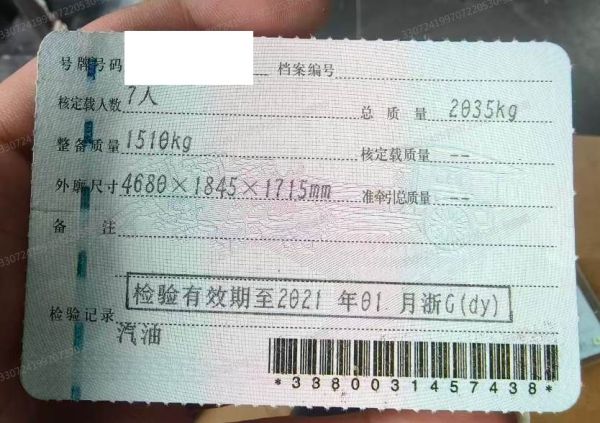 号牌号码 档案编号
核定载人数 7人 总质量 2035kg
整备质量 1510kg 核定载质量 --
外廓尺寸 4680×1845×1715mm 准牵引总质量 --
备注
检验记录 检验有效期至2021 年01 月浙G(dy)
汽油
*3380031457438*